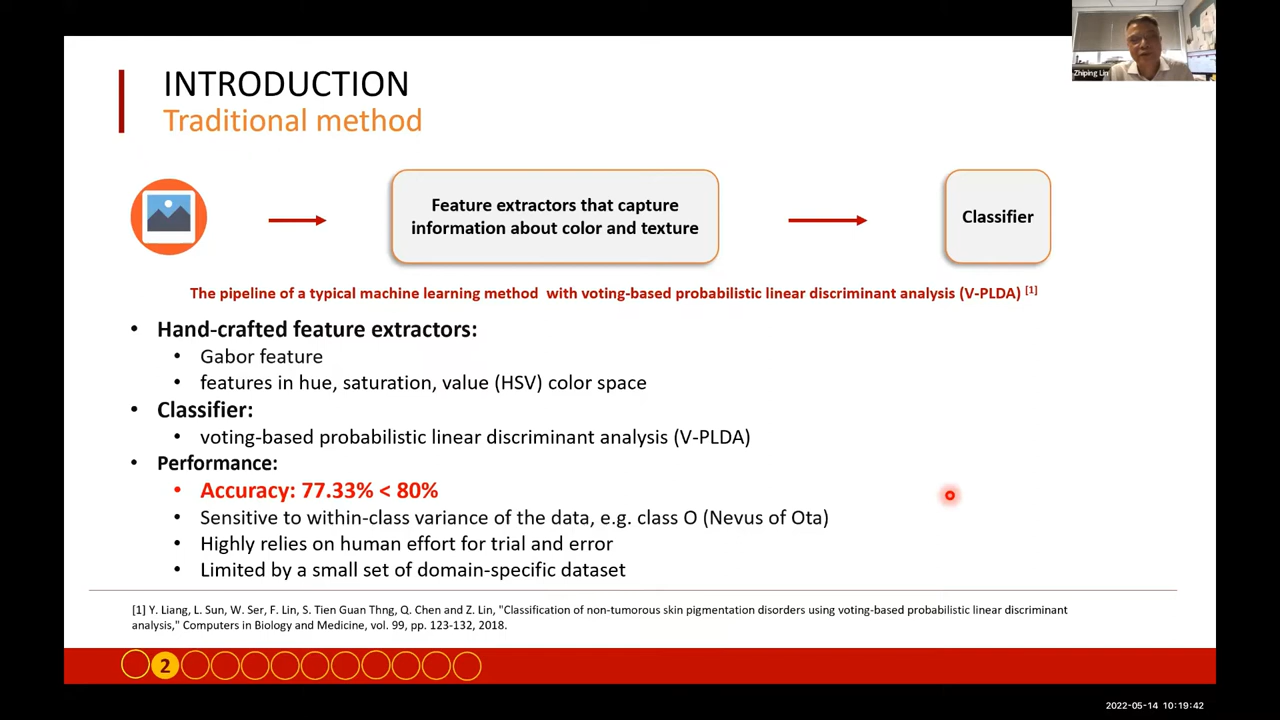 Zhiping Lin
INTRODUCTION
Traditional method
Feature extractors that capture
information about color and texture
Classifier
The pipeline of a typical machine learning method with voting-based probabilistic linear discriminant analysis (V-PLDA) [1]
• Hand-crafted feature extractors:
• Gabor feature
• features in hue, saturation, value (HSV) color space
• Classifier:
• voting-based probabilistic linear discriminant analysis (V-PLDA)
• Performance:
• Accuracy: 77.33% < 80%
• Sensitive to within-class variance of the data, e.g. class O (Nevus of Ota)
• Highly relies on human effort for trial and error
• Limited by a small set of domain-specific dataset
[1] Y. Liang, L. Sun, W. Ser, F. Lin, S. Tien Guan Thng, Q. Chen and Z. Lin, "Classification of non-tumorous skin pigmentation disorders using voting-based probabilistic linear discriminant
analysis," Computers in Biology and Medicine, vol. 99, pp. 123-132, 2018.
2
2022-05-14 10:19:42